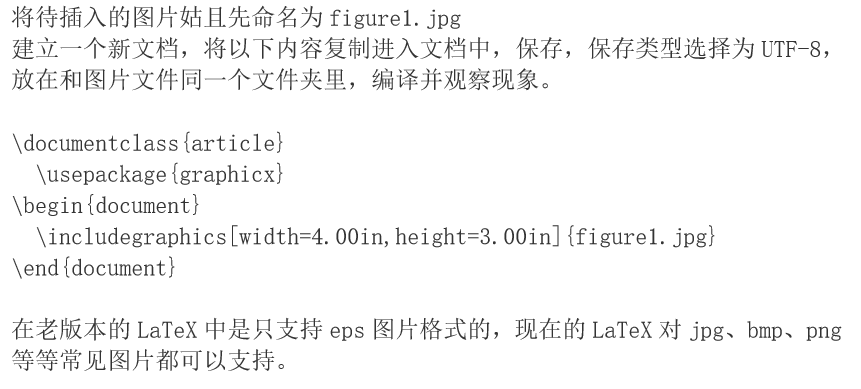 将待插入的图片姑且先命名为 figure1.jpg
建立一个新文档，将以下内容复制进入文档中，保存，保存类型选择为 UTF-8，
放在和图片文件同一个文件夹里，编译并观察现象。
\documentclass{article}
\usepackage{graphicx}
\begin{document}
\includegraphics[width=4.00in,height=3.00in]{figure1.jpg}
\end{document}
在老版本的 LaTeX 中是只支持 eps 图片格式的，现在的 LaTeX 对 jpg、bmp、png
等等常见图片都可以支持。